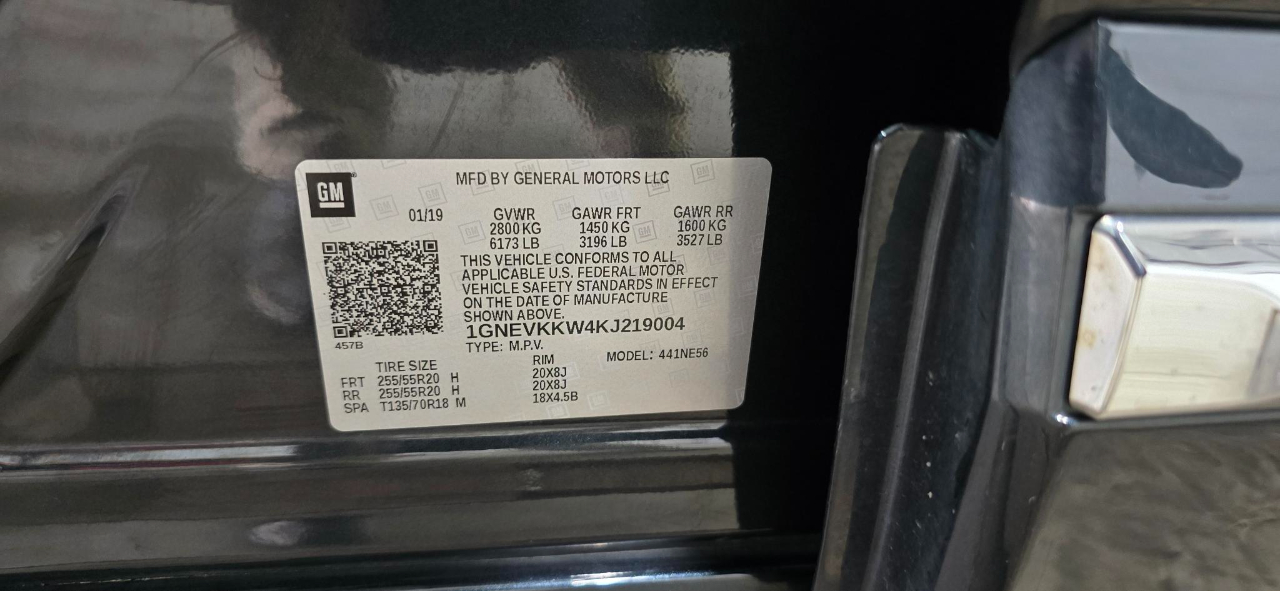 GM
MFD BY GENERAL MOTORS LLC
01/19 GVWR GAWR FRT GAWR RR
2800 KG 1450 KG 1600 KG
6173 LB 3196 LB 3527 LB
THIS VEHICLE CONFORMS TO ALL
APPLICABLE U.S. FEDERAL MOTOR
VEHICLE SAFETY STANDARDS IN EFFECT
ON THE DATE OF MANUFACTURE
SHOWN ABOVE.
1GNEVKKW4KJ219004
457B
TYPE: M.P.V.
MODEL: 441NE56
TIRE SIZE RIM
FRT 255/55R20 H 20X8J
RR 255/55R20 H 20X8J
SPA T135/70R18 M 18X4.5B